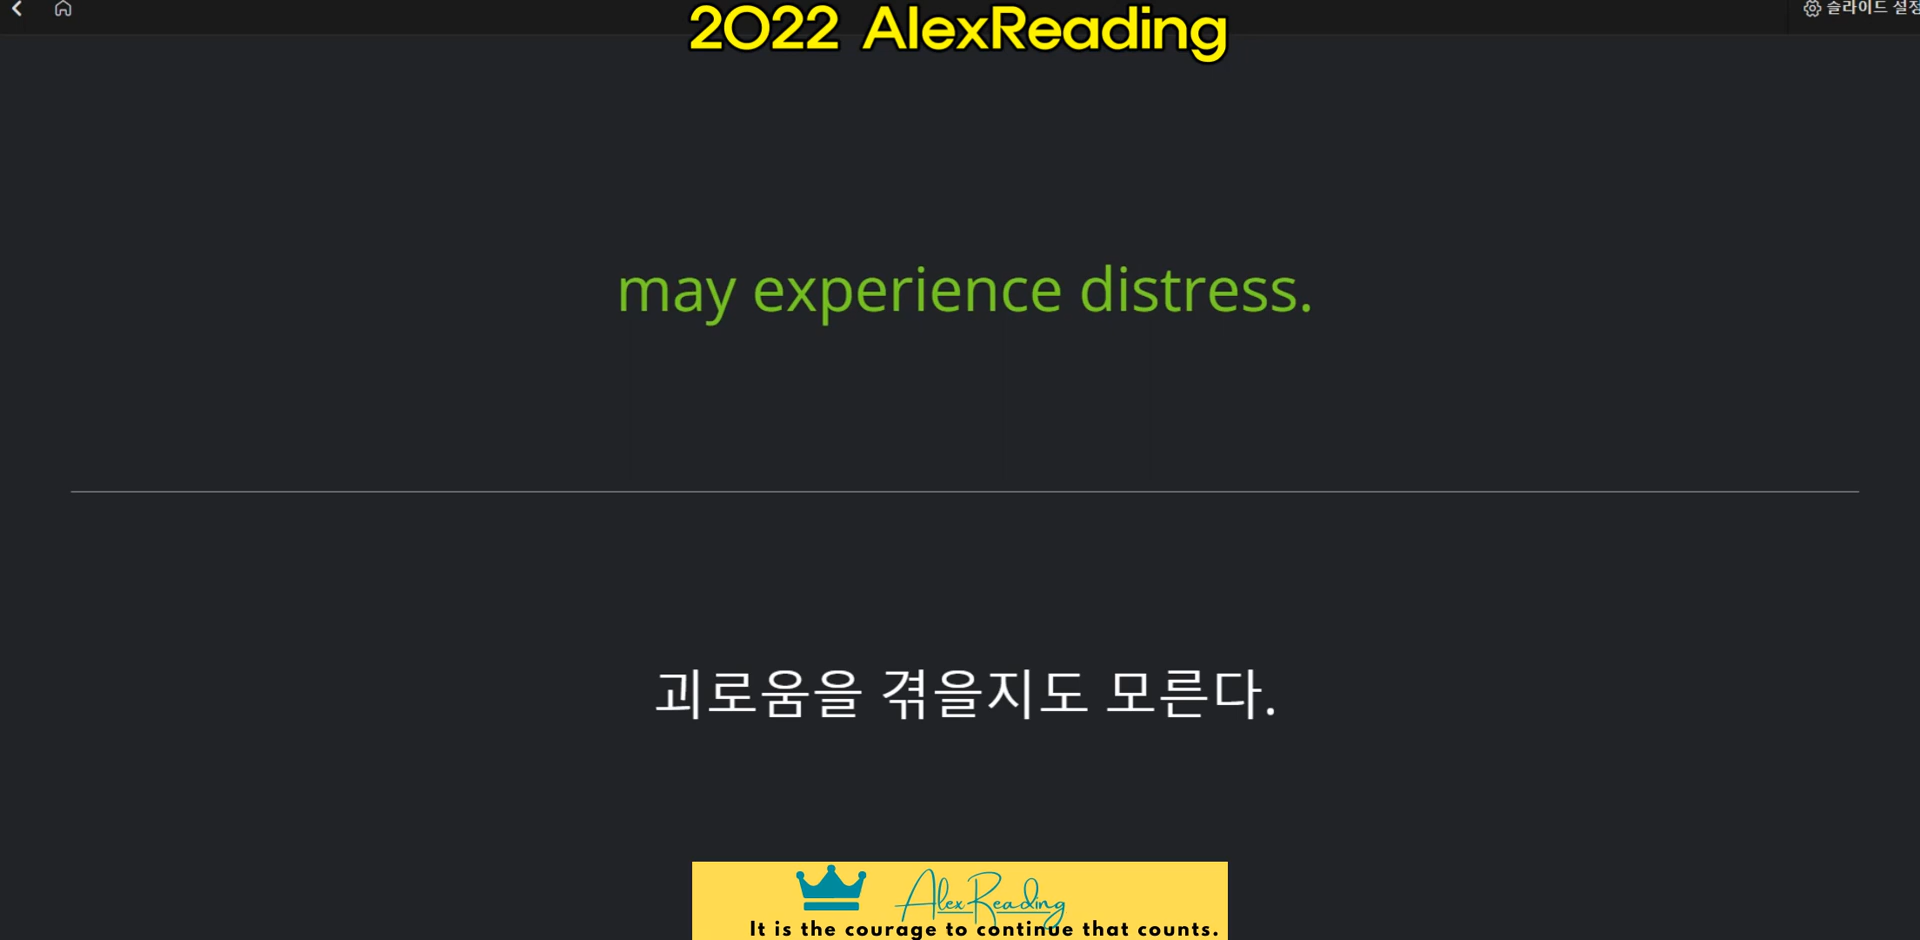 슬라이드 설정
2022 AlexReading
may experience distress.
괴로움을 겪을지도 모른다.
AlexReading
It is the courage to continue that counts.